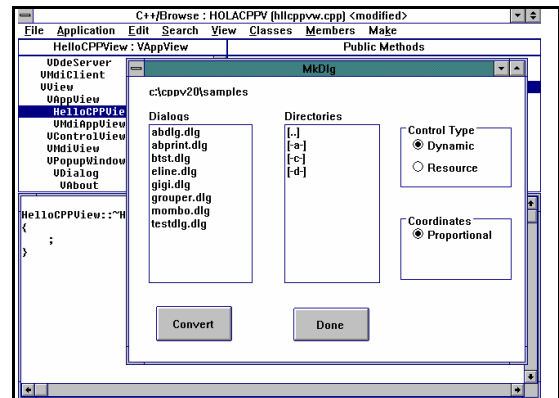 C++/Browse : HOLACPPV (hllcppvw.cpp) <modified>
File Application Edit Search View Classes Members Make
HelloCPPView : VAppView
Public Methods
VDdeServer
VMdiClient
VView
VAppView
HelloCPPVie
VMdiAppView
VControlView
VMdiView
VPopupWindow
VDialog
VAbout
HelloCPPView::~H
{
;
}
MkDlg
c:\cppv20\samples
Dialogs
abdlg.dlg
abprint.dlg
btst.dlg
eline.dlg
gigi.dlg
grouper.dlg
mombo.dlg
testdlg.dlg
Directories
[..]
[-a-]
[-c-]
[-d-]
Control Type
Dynamic
Resource
Coordinates
Proportional
Convert
Done